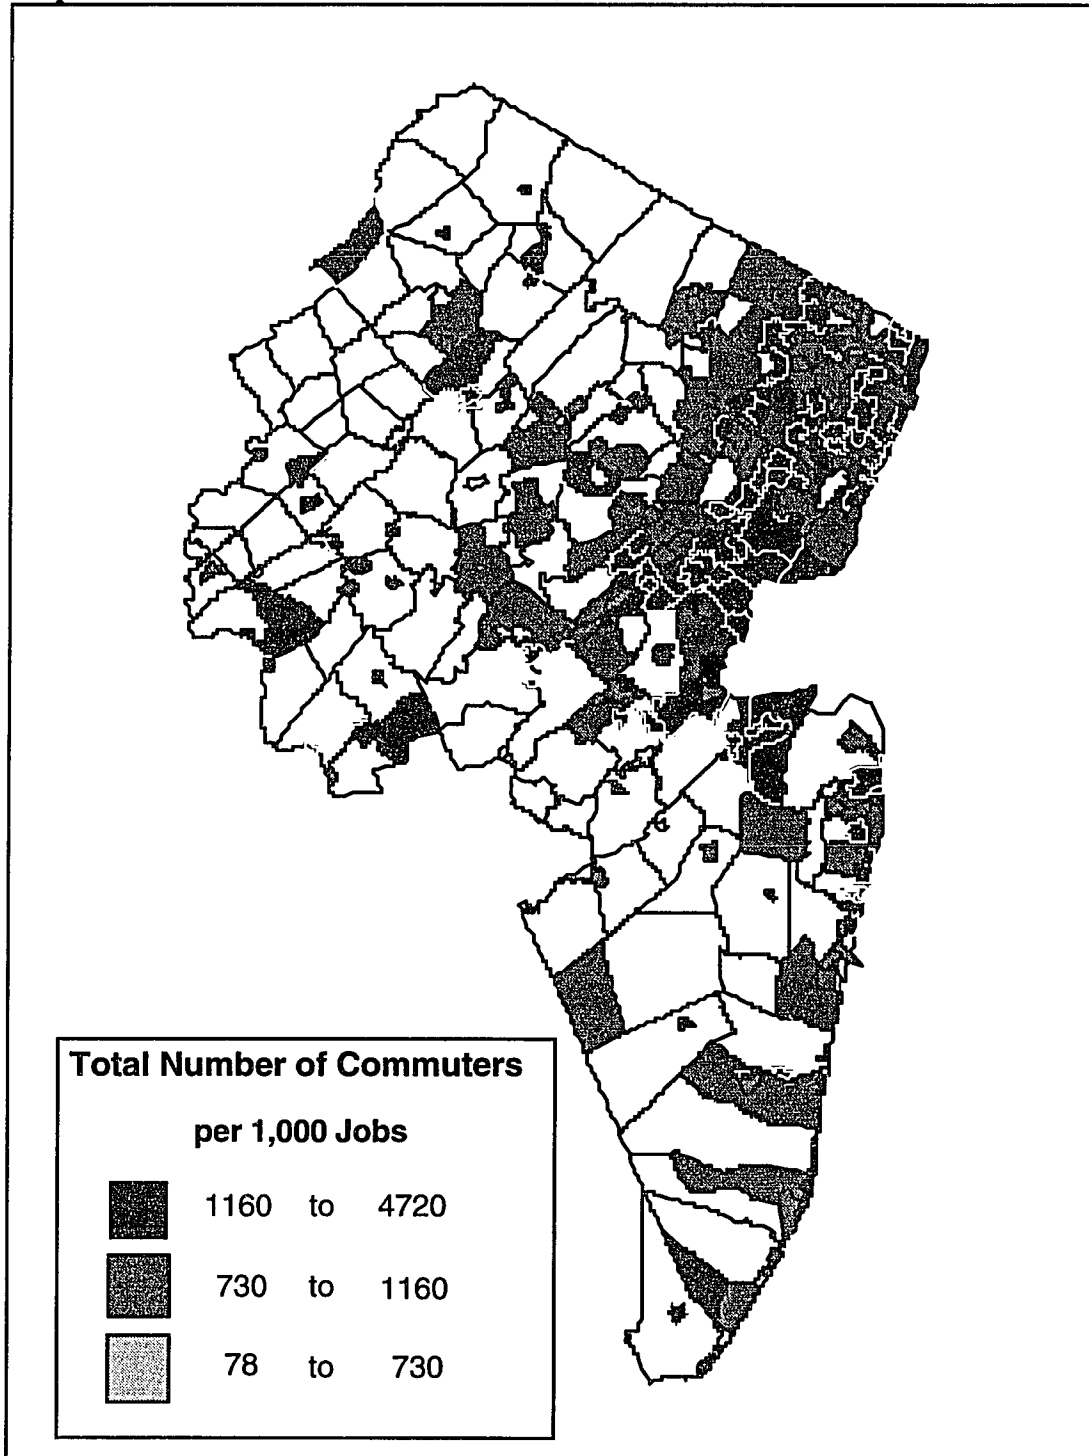 Total Number of Commuters
per 1,000 Jobs
1160 to 4720
730 to 1160
78 to 730